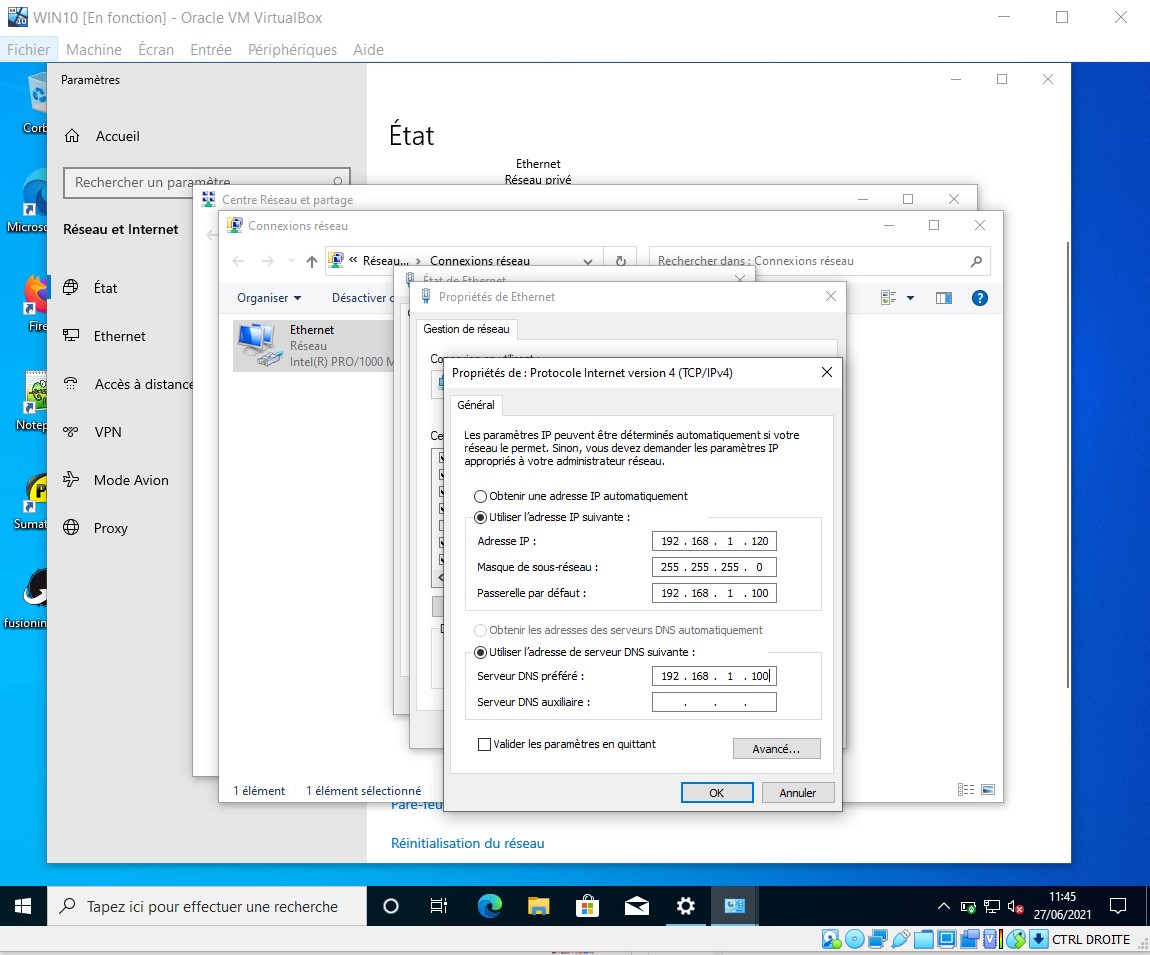 WIN10 [En fonction] - Oracle VM VirtualBox
Fichier Machine Écran Entrée Périphériques Aide
Paramètres
Accueil
Rechercher un paramètre
Réseau et Internet
État
Ethernet
Accès à distance
VPN
Mode Avion
Proxy
État
Ethernet
Réseau privé
Centre Réseau et partage
Connexions réseau
« Réseau... › Connexions réseau
Rechercher dans : Connexions réseau
Organiser
Désactiver
Ethernet
Réseau
Intel(R) PRO/1000 M
État de Ethernet
Propriétés de Ethernet
Gestion de réseau
Propriétés de : Protocole Internet version 4 (TCP/IPv4)
Général
Les paramètres IP peuvent être déterminés automatiquement si votre
réseau le permet. Sinon, vous devez demander les paramètres IP
appropriés à votre administrateur réseau.
Obtenir une adresse IP automatiquement
Utiliser l'adresse IP suivante :
Adresse IP : 192 . 168 . 1 . 120
Masque de sous-réseau : 255 . 255 . 255 . 0
Passerelle par défaut : 192 . 168 . 1 . 100
Obtenir les adresses des serveurs DNS automatiquement
Utiliser l'adresse de serveur DNS suivante :
Serveur DNS préféré : 192 . 168 . 1 . 100
Serveur DNS auxiliaire : . . .
Valider les paramètres en quittant
Avancé...
OK Annuler
1 élément 1 élément sélectionné
Pare-feu
Réinitialisation du réseau
Corb
Micros
Fire
Notep
Sumat
fusionin
Tapez ici pour effectuer une recherche
11:45
27/06/2021
CTRL DROITE